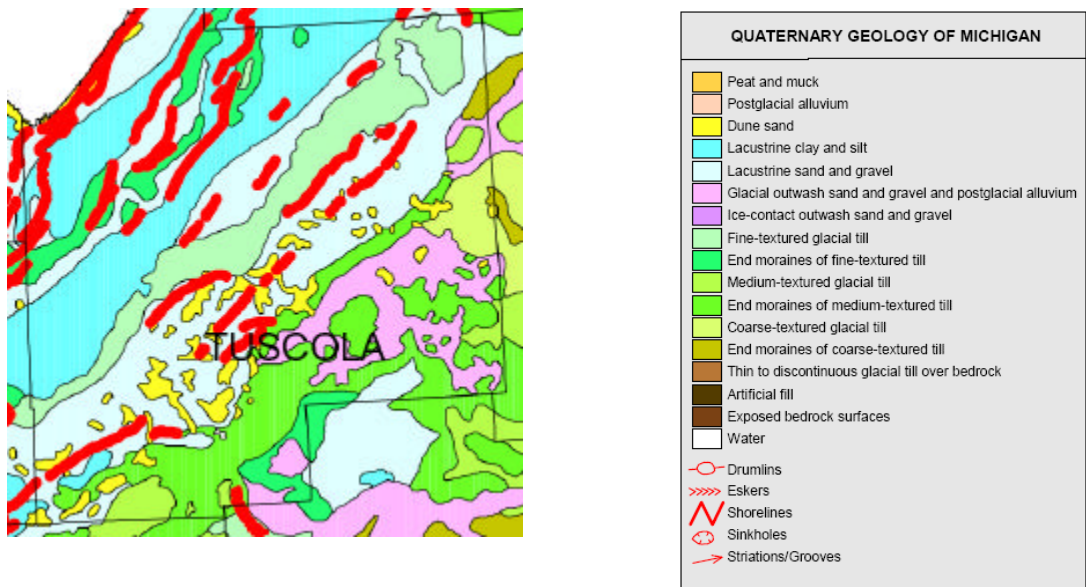 TUSCOLA
QUATERNARY GEOLOGY OF MICHIGAN
Peat and muck
Postglacial alluvium
Dune sand
Lacustrine clay and silt
Lacustrine sand and gravel
Glacial outwash sand and gravel and postglacial alluvium
Ice-contact outwash sand and gravel
Fine-textured glacial till
End moraines of fine-textured till
Medium-textured glacial till
End moraines of medium-textured till
Coarse-textured glacial till
End moraines of coarse-textured till
Thin to discontinuous glacial till over bedrock
Artificial fill
Exposed bedrock surfaces
Water
Drumlins
Eskers
Shorelines
Sinkholes
Striations/Grooves